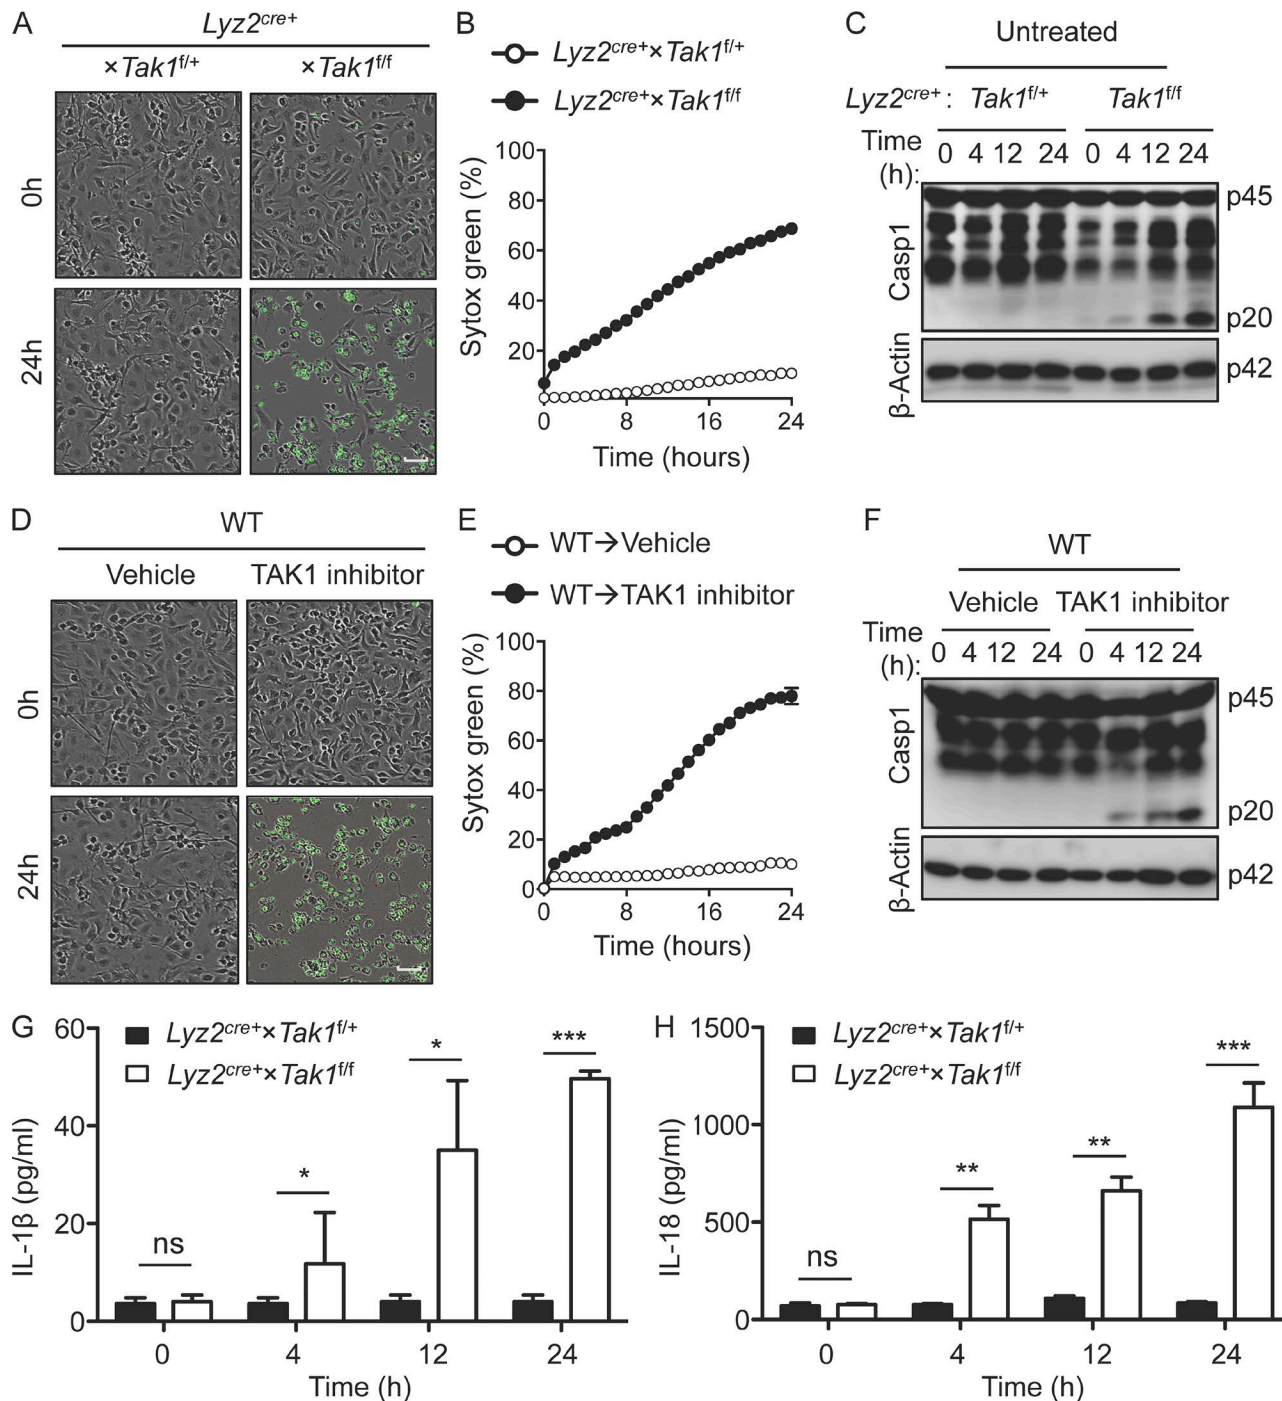 A
Lyz2cre+
×Tak1f/+ ×Tak1f/f
0h
24h
B
Lyz2cre+×Tak1f/+
Lyz2cre+×Tak1f/f
Sytox green (%)
100
80
60
40
20
0 8 16 24
Time (hours)
C
Untreated
Lyz2cre+: Tak1f/+ Tak1f/f
Time (h): 0 4 12 24 0 4 12 24
Casp1
p45
p20
β-Actin
p42
D
WT
Vehicle TAK1 inhibitor
0h
24h
E
WT→Vehicle
WT→TAK1 inhibitor
Sytox green (%)
100
80
60
40
20
0
0 8 16 24
Time (hours)
F
WT
Vehicle TAK1 inhibitor
Time (h): 0 4 12 24 0 4 12 24
Casp1
p45
p20
β-Actin
p42
G
Lyz2cre+×Tak1f/+
Lyz2cre+×Tak1f/f
IL-1β (pg/ml)
60
40
20
0
ns * * ***
0 4 12 24
Time (h)
H
Lyz2cre+×Tak1f/+
Lyz2cre+×Tak1f/f
IL-18 (pg/ml)
1500
1000
500
0
ns ** ** ***
0 4 12 24
Time (h)